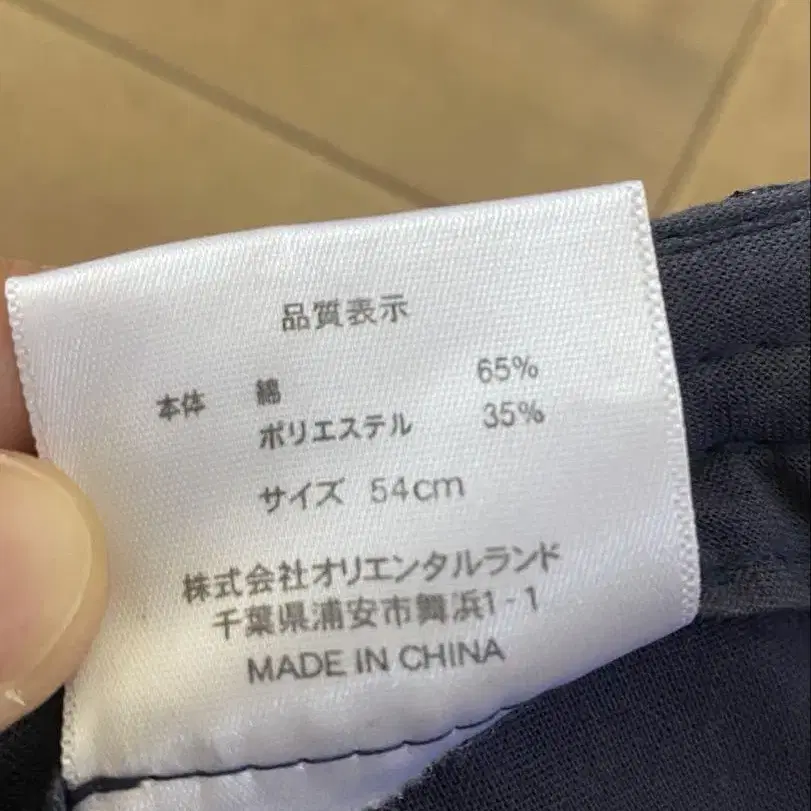 品質表示
本体 綿 65%
ポリエステル 35%
サイズ 54cm
株式会社オリエンタルランド
千葉県浦安市舞浜1-1
MADE IN CHINA